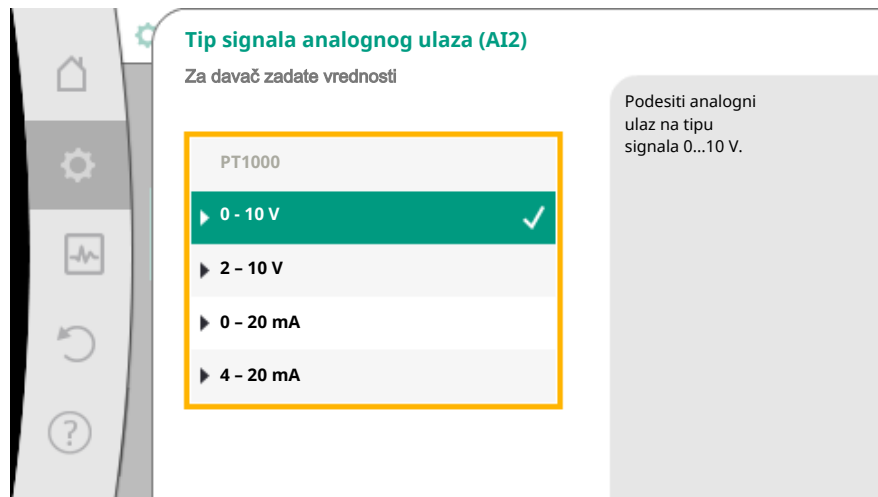 Tip signala analognog ulaza (AI2)
Za davač zadate vrednosti
PT1000
0 - 10 V
2 – 10 V
0 – 20 mA
4 – 20 mA
Podesiti analogni
ulaz na tipu
signala 0...10 V.
?